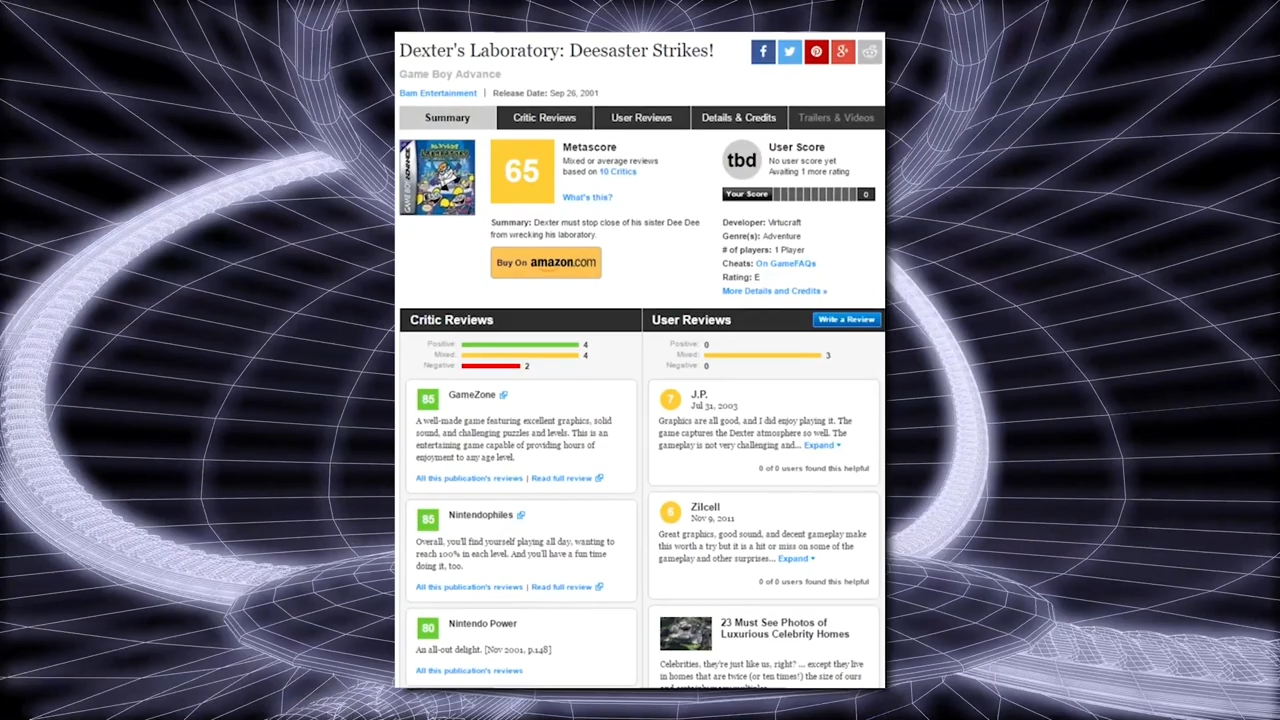 Dexter's Laboratory: Deesaster Strikes!
Game Boy Advance
Bam Entertainment | Release Date: Sep 26, 2001
Summary Critic Reviews User Reviews Details & Credits Trailers & Videos
65
Metascore
Mixed or average reviews
based on 10 Critics
What's this?
tbd
User Score
No user score yet
Awaiting 1 more rating
Your Score 0
Summary: Dexter must stop close of his sister Dee Dee
from wrecking his laboratory.
Buy On amazon.com
Developer: Virtucraft
Genre(s): Adventure
# of players: 1 Player
Cheats: On GameFAQs
Rating: E
More Details and Credits »
Critic Reviews
Positive: 4
Mixed: 4
Negative: 2
85 GameZone
A well-made game featuring excellent graphics, solid
sound, and challenging puzzles and levels. This is an
entertaining game capable of providing hours of
enjoyment to any age level.
All this publication's reviews | Read full review
85 Nintendophiles
Overall, you'll find yourself playing all day, wanting to
reach 100% in each level. And you'll have a fun time
doing it, too.
All this publication's reviews | Read full review
80 Nintendo Power
An all-out delight. [Nov 2001, p.148]
All this publication's reviews
User Reviews Write a Review
Positive: 0
Mixed: 3
Negative: 0
7 J.P.
Jul 31, 2003
Graphics are all good, and I did enjoy playing it. The
game captures the Dexter atmosphere so well. The
gameplay is not very challenging and... Expand
0 of 0 users found this helpful
6 Zilcell
Nov 9, 2011
Great graphics, good sound, and decent gameplay make
this worth a try but it is a hit or miss on some of the
gameplay and other surprises... Expand
0 of 0 users found this helpful
23 Must See Photos of
Luxurious Celebrity Homes
Celebrities, they're just like us, right? ... except they live
in homes that are twice (or ten times!) the size of ours